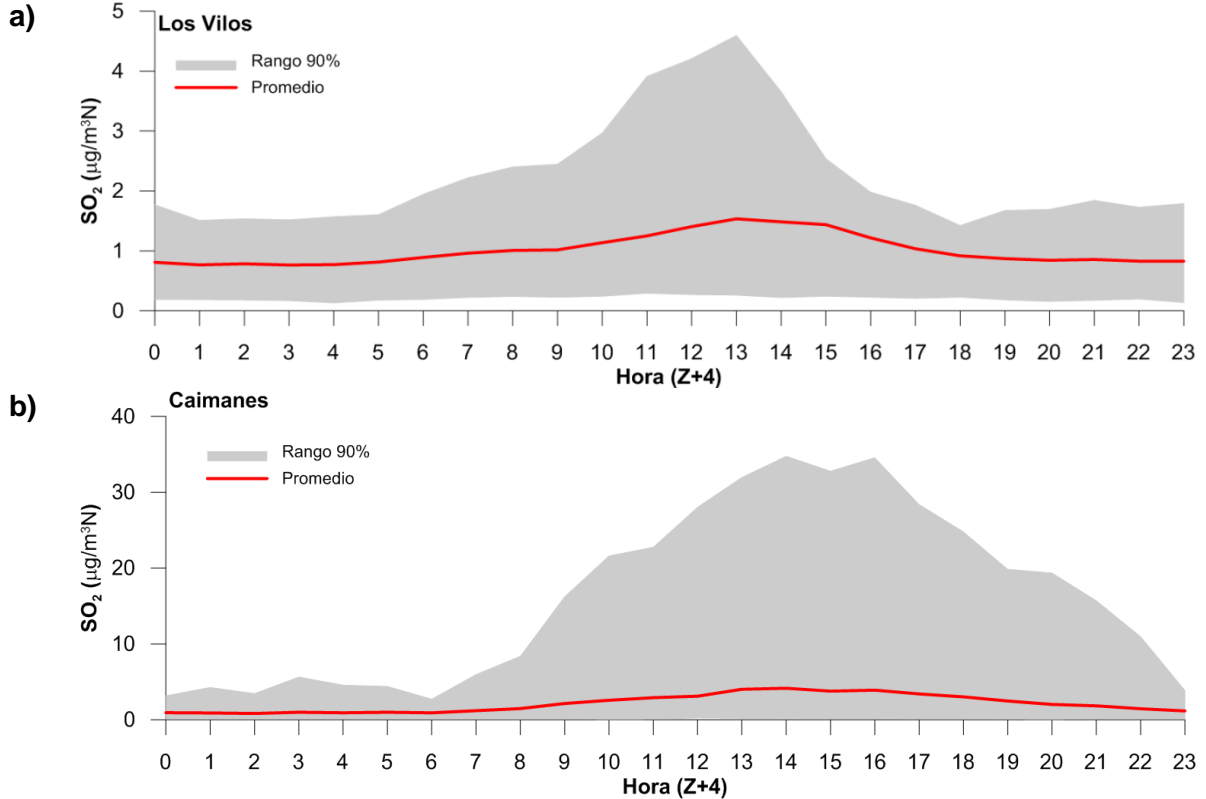 a)
Los Vilos
Rango 90%
Promedio
SO₂ (µg/m³N)
5
4
3
2
1
0
0 1 2 3 4 5 6 7 8 9 10 11 12 13 14 15 16 17 18 19 20 21 22 23
Hora (Z+4)
b)
Caimanes
Rango 90%
Promedio
SO₂ (µg/m³N)
40
30
20
10
0
0 1 2 3 4 5 6 7 8 9 10 11 12 13 14 15 16 17 18 19 20 21 22 23
Hora (Z+4)